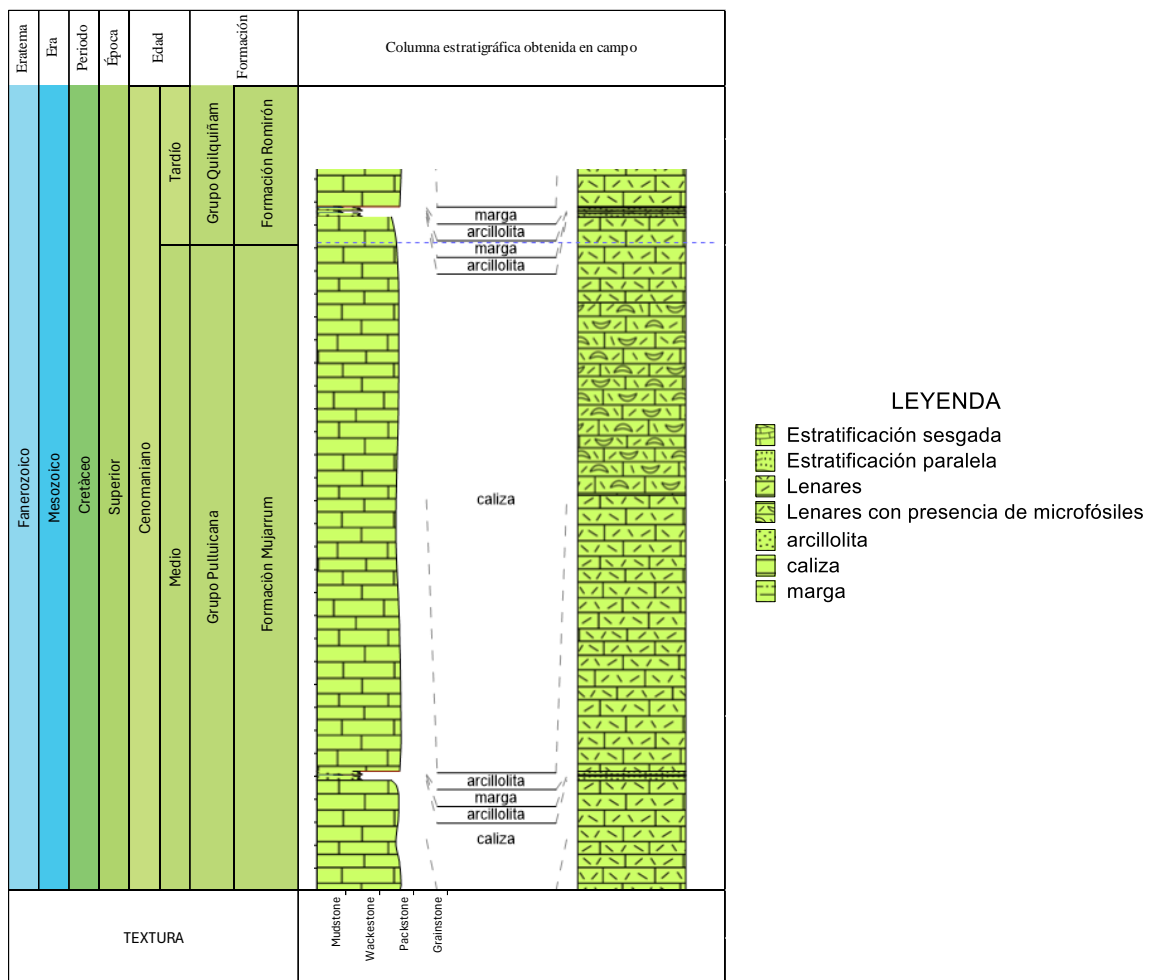 Eratema
Era
Periodo
Época
Edad
Formación
Columna estratigráfica obtenida en campo
Fanerozoico
Mesozoico
Cretàceo
Superior
Cenomaniano
Tardío
Medio
Grupo Quilquiñam
Grupo Pulluicana
Formación Romirón
Formaciòn Mujarrum
marga
arcillolita
marga
arcillolita
caliza
arcillolita
marga
arcillolita
caliza
LEYENDA
Estratificación sesgada
Estratificación paralela
Lenares
Lenares con presencia de microfósiles
arcillolita
caliza
marga
TEXTURA
Mudstone
Wackestone
Packstone
Grainstone